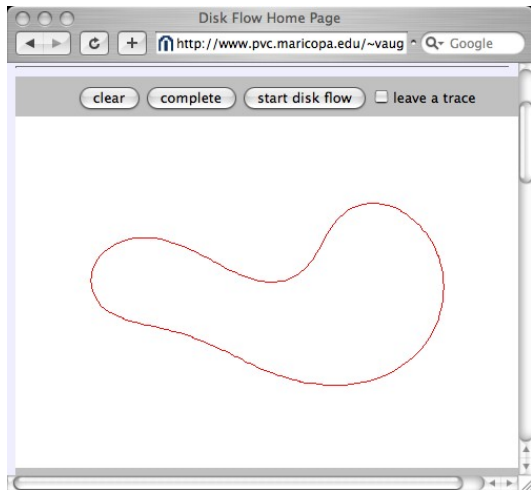 Disk Flow Home Page
http://www.pvc.maricopa.edu/~vaug
Google
clear complete start disk flow leave a trace